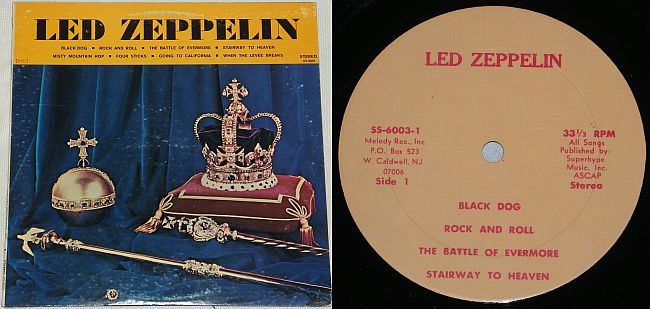 LED ZEPPELIN
BLACK DOG • ROCK AND ROLL • THE BATTLE OF EVERMORE • STAIRWAY TO HEAVEN
MISTY MOUNTAIN HOP • FOUR STICKS • GOING TO CALIFORNIA • WHEN THE LEVEE BREAKS
STEREO
LED ZEPPELIN
SS-6003-1
Melody Rec., Inc.
P.O. Box 523
W. Caldwell, NJ
07006
Side 1
33⅓ RPM
All Songs
Published by:
Superhype
Music, Inc.
ASCAP
Stereo
BLACK DOG
ROCK AND ROLL
THE BATTLE OF EVERMORE
STAIRWAY TO HEAVEN